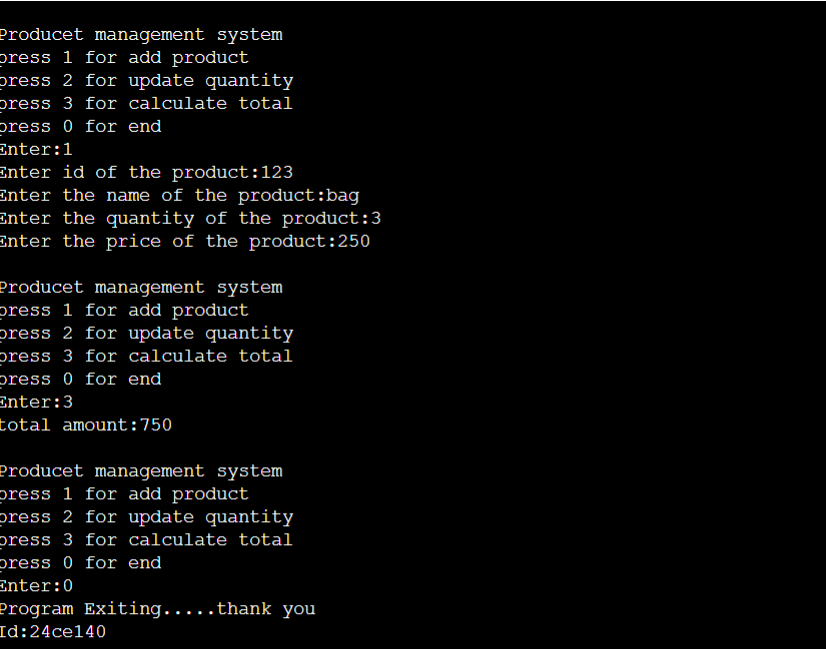 Producet management system
press 1 for add product
press 2 for update quantity
press 3 for calculate total
press 0 for end
Enter:1
Enter id of the product:123
Enter the name of the product:bag
Enter the quantity of the product:3
Enter the price of the product:250
Producet management system
press 1 for add product
press 2 for update quantity
press 3 for calculate total
press 0 for end
Enter:3
total amount:750
Producet management system
press 1 for add product
press 2 for update quantity
press 3 for calculate total
press 0 for end
Enter:0
Program Exiting.....thank you
Id:24ce140